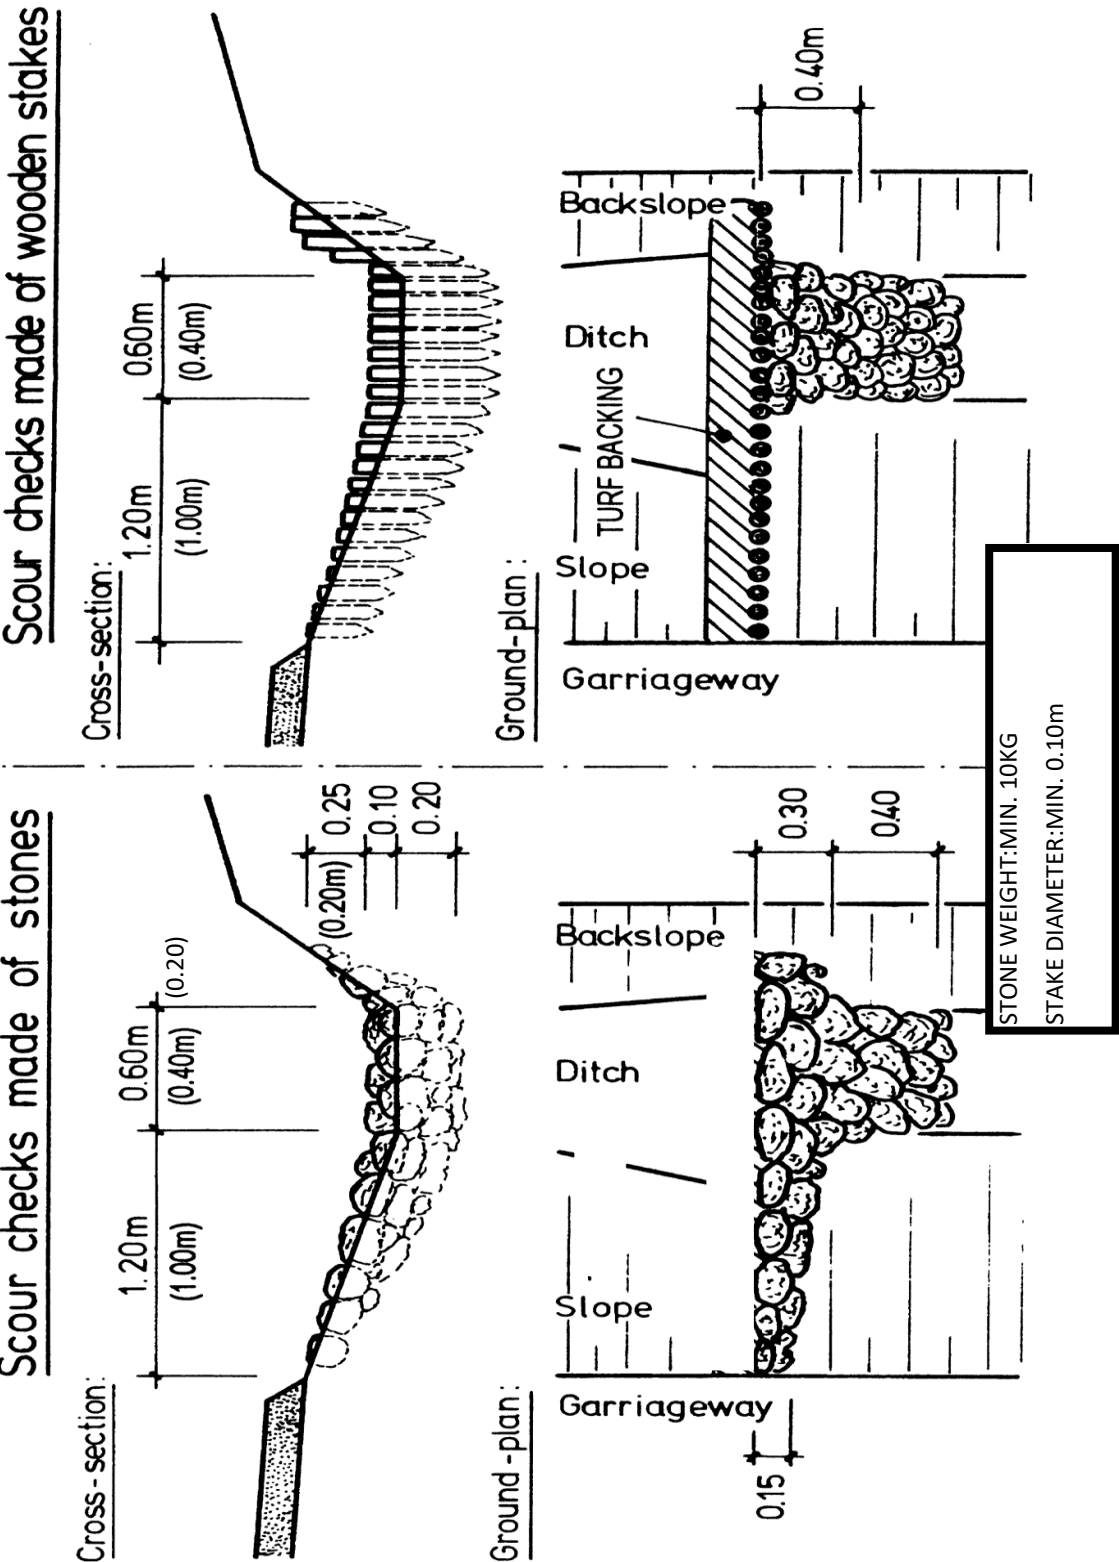 Scour checks made of stones
Cross-section:
1.20m
(1.00m)
0.60m
(0.40m)
(0.20)
(0.20m)
0.25
0.10
0.20
Ground-plan:
Garriageway
Slope
Ditch
Backslope
0.15
0.30
0.40
Scour checks made of wooden stakes
Cross-section:
1.20m
(1.00m)
0.60m
(0.40m)
Ground-plan:
Garriageway
Slope
TURF BACKING
Ditch
Backslope
0.40m
STONE WEIGHT:MIN. 10KG
STAKE DIAMETER:MIN. 0.10m